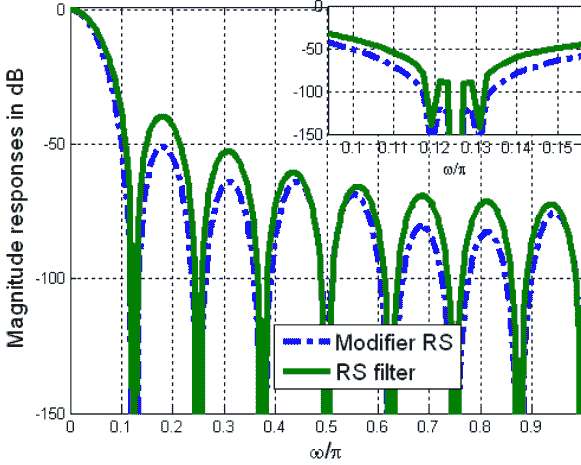 0
-50
-100
-150
0
-50
-100
-150
0.1 0.11 0.12 0.13 0.14 0.15
ω/π
Magnitude responses in dB
Modifier RS
RS filter
0 0.1 0.2 0.3 0.4 0.5 0.6 0.7 0.8 0.9
ω/π